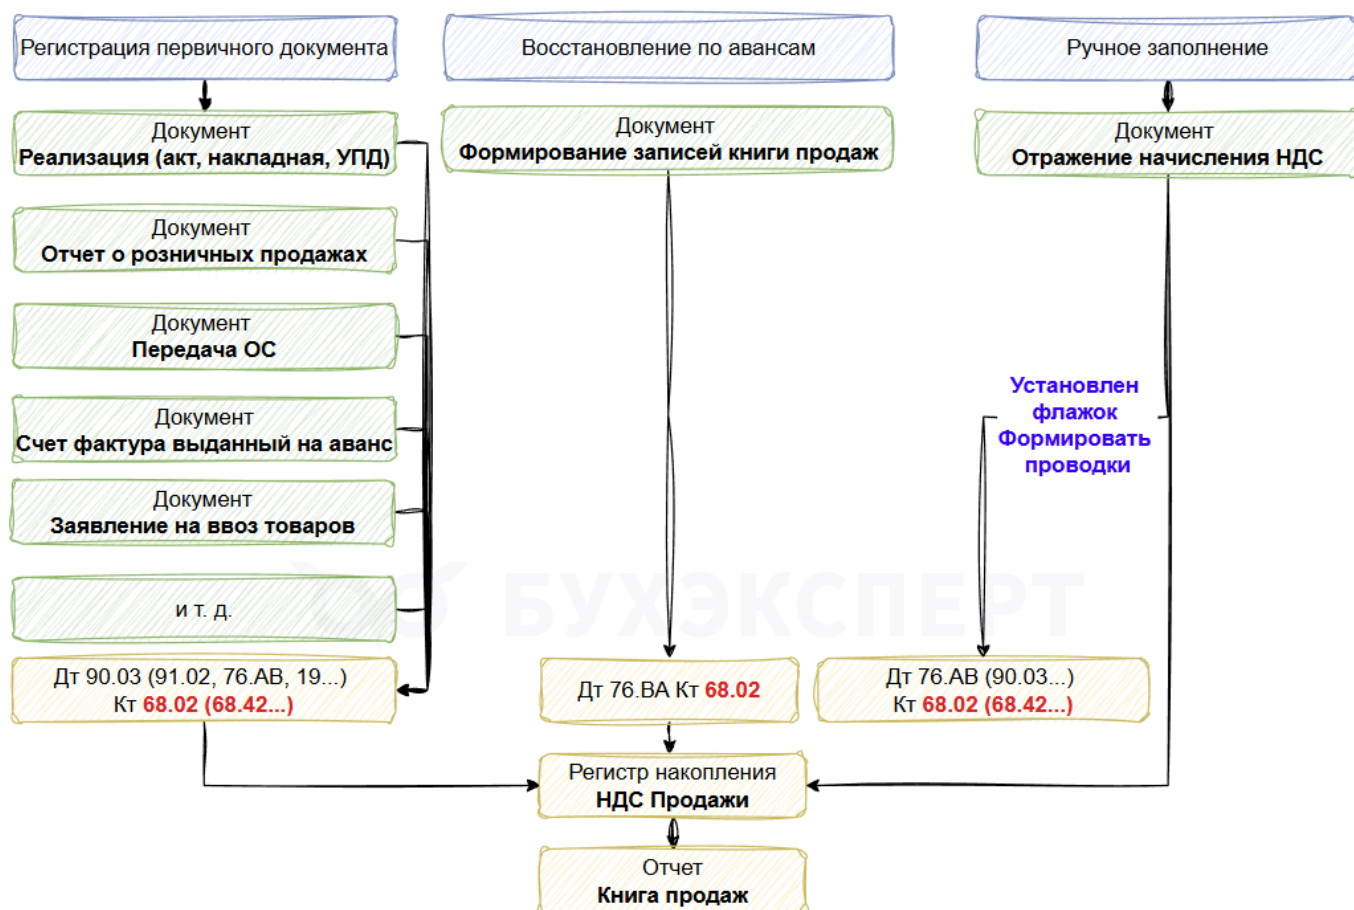 Регистрация первичного документа
Восстановление по авансам
Ручное заполнение
Документ
Реализация (акт, накладная, УПД)
Документ
Формирование записей книги продаж
Документ
Отражение начисления НДС
Документ
Отчет о розничных продажах
Документ
Передача ОС
Документ
Счет фактура выданный на аванс
Документ
Заявление на ввоз товаров
и т. д.
Установлен
флажок
Формировать
проводки
БУХЭКСПЕРТ
Дт 90.03 (91.02, 76.АВ, 19...)
Кт 68.02 (68.42...)
Дт 76.ВА Кт 68.02
Дт 76.АВ (90.03...)
Кт 68.02 (68.42...)
Регистр накопления
НДС Продажи
Отчет
Книга продаж